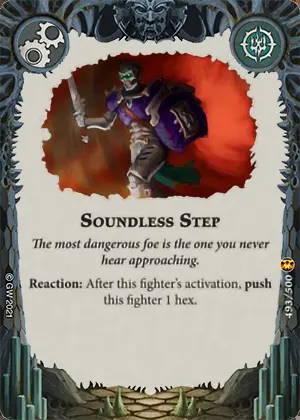 SOUNDLESS STEP
The most dangerous foe is the one you never
hear approaching.
Reaction: After this fighter's activation, push
this fighter 1 hex.
© GW 2021
493/500